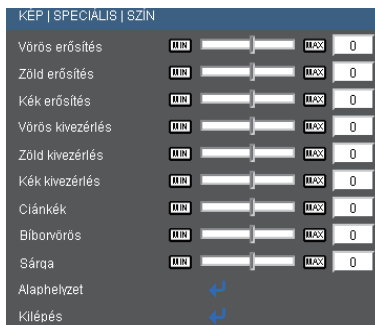 KÉP | SPECIÁLIS | SZÍN
Vörös erősítés MIN MAX 0
Zöld erősítés MIN MAX 0
Kék erősítés MIN MAX 0
Vörös kivezérlés MIN MAX 0
Zöld kivezérlés MIN MAX 0
Kék kivezérlés MIN MAX 0
Ciánkék MIN MAX 0
Bíborvörös MIN MAX 0
Sárga MIN MAX 0
Alaphelyzet
Kilépés